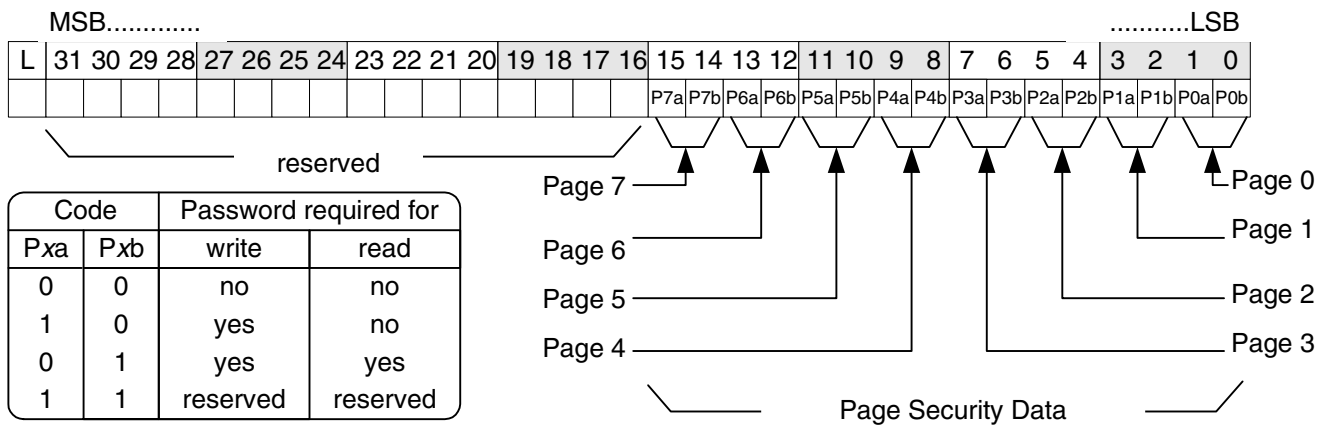 MSB............. ...........LSB
L 31 30 29 28 27 26 25 24 23 22 21 20 19 18 17 16 15 14 13 12 11 10 9 8 7 6 5 4 3 2 1 0
P7a P7b P6a P6b P5a P5b P4a P4b P3a P3b P2a P2b P1a P1b P0a P0b
reserved
Page 7 Page 0
Page 6 Page 1
Page 5 Page 2
Page 4 Page 3
Page Security Data
Code Password required for
Pxa Pxb write read
0 0 no no
1 0 yes no
0 1 yes yes
1 1 reserved reserved